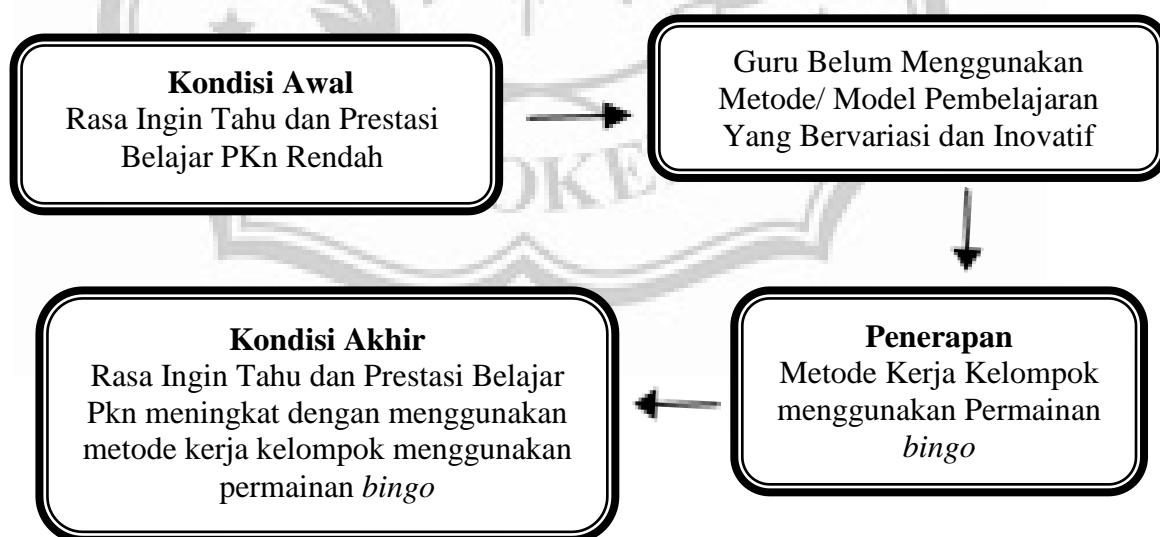 Kondisi Awal
Rasa Ingin Tahu dan Prestasi
Belajar PKn Rendah
Guru Belum Menggunakan
Metode/ Model Pembelajaran
Yang Bervariasi dan Inovatif
Penerapan
Metode Kerja Kelompok
menggunakan Permainan
bingo
Kondisi Akhir
Rasa Ingin Tahu dan Prestasi Belajar
Pkn meningkat dengan menggunakan
metode kerja kelompok menggunakan
permainan bingo